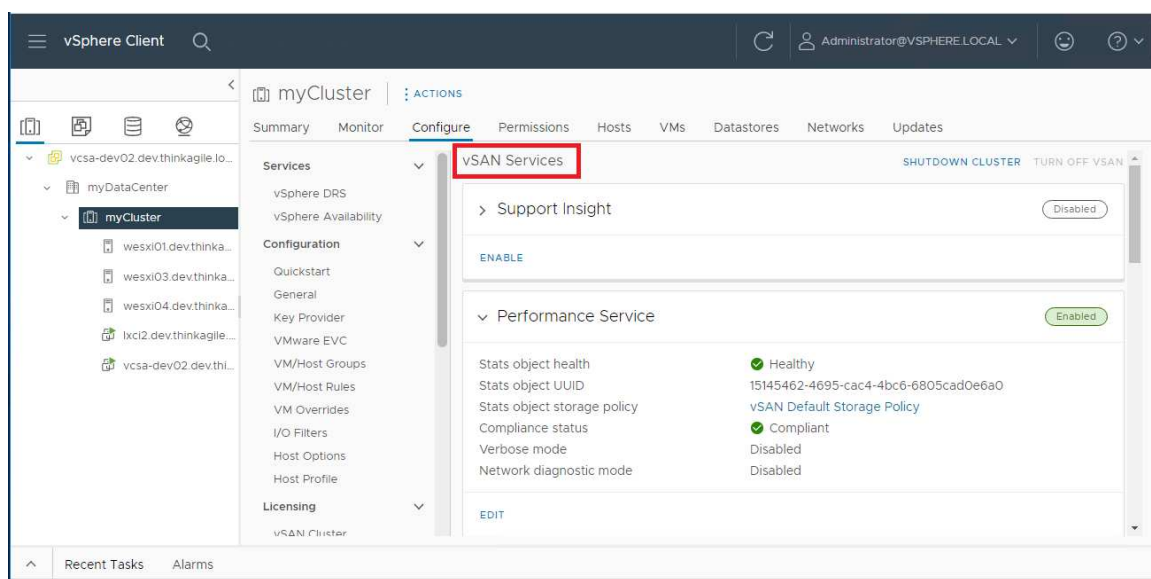 vSphere Client
Administrator@VSPHERE.LOCAL
myCluster
ACTIONS
Summary Monitor Configure Permissions Hosts VMs Datastores Networks Updates
vcsa-dev02.dev.thinkagile.lo...
myDataCenter
myCluster
wesxi01.dev.thinka...
wesxi03.dev.thinka...
wesxi04.dev.thinka...
lxci2.dev.thinkagile....
vcsa-dev02.dev.thi...
Services
vSphere DRS
vSphere Availability
Configuration
Quickstart
General
Key Provider
VMware EVC
VM/Host Groups
VM/Host Rules
VM Overrides
I/O Filters
Host Options
Host Profile
Licensing
vSAN Cluster
vSAN Services
SHUTDOWN CLUSTER TURN OFF VSAN
Support Insight Disabled
ENABLE
Performance Service Enabled
Stats object health Healthy
Stats object UUID 15145462-4695-cac4-4bc6-6805cad0e6a0
Stats object storage policy vSAN Default Storage Policy
Compliance status Compliant
Verbose mode Disabled
Network diagnostic mode Disabled
EDIT
Recent Tasks Alarms